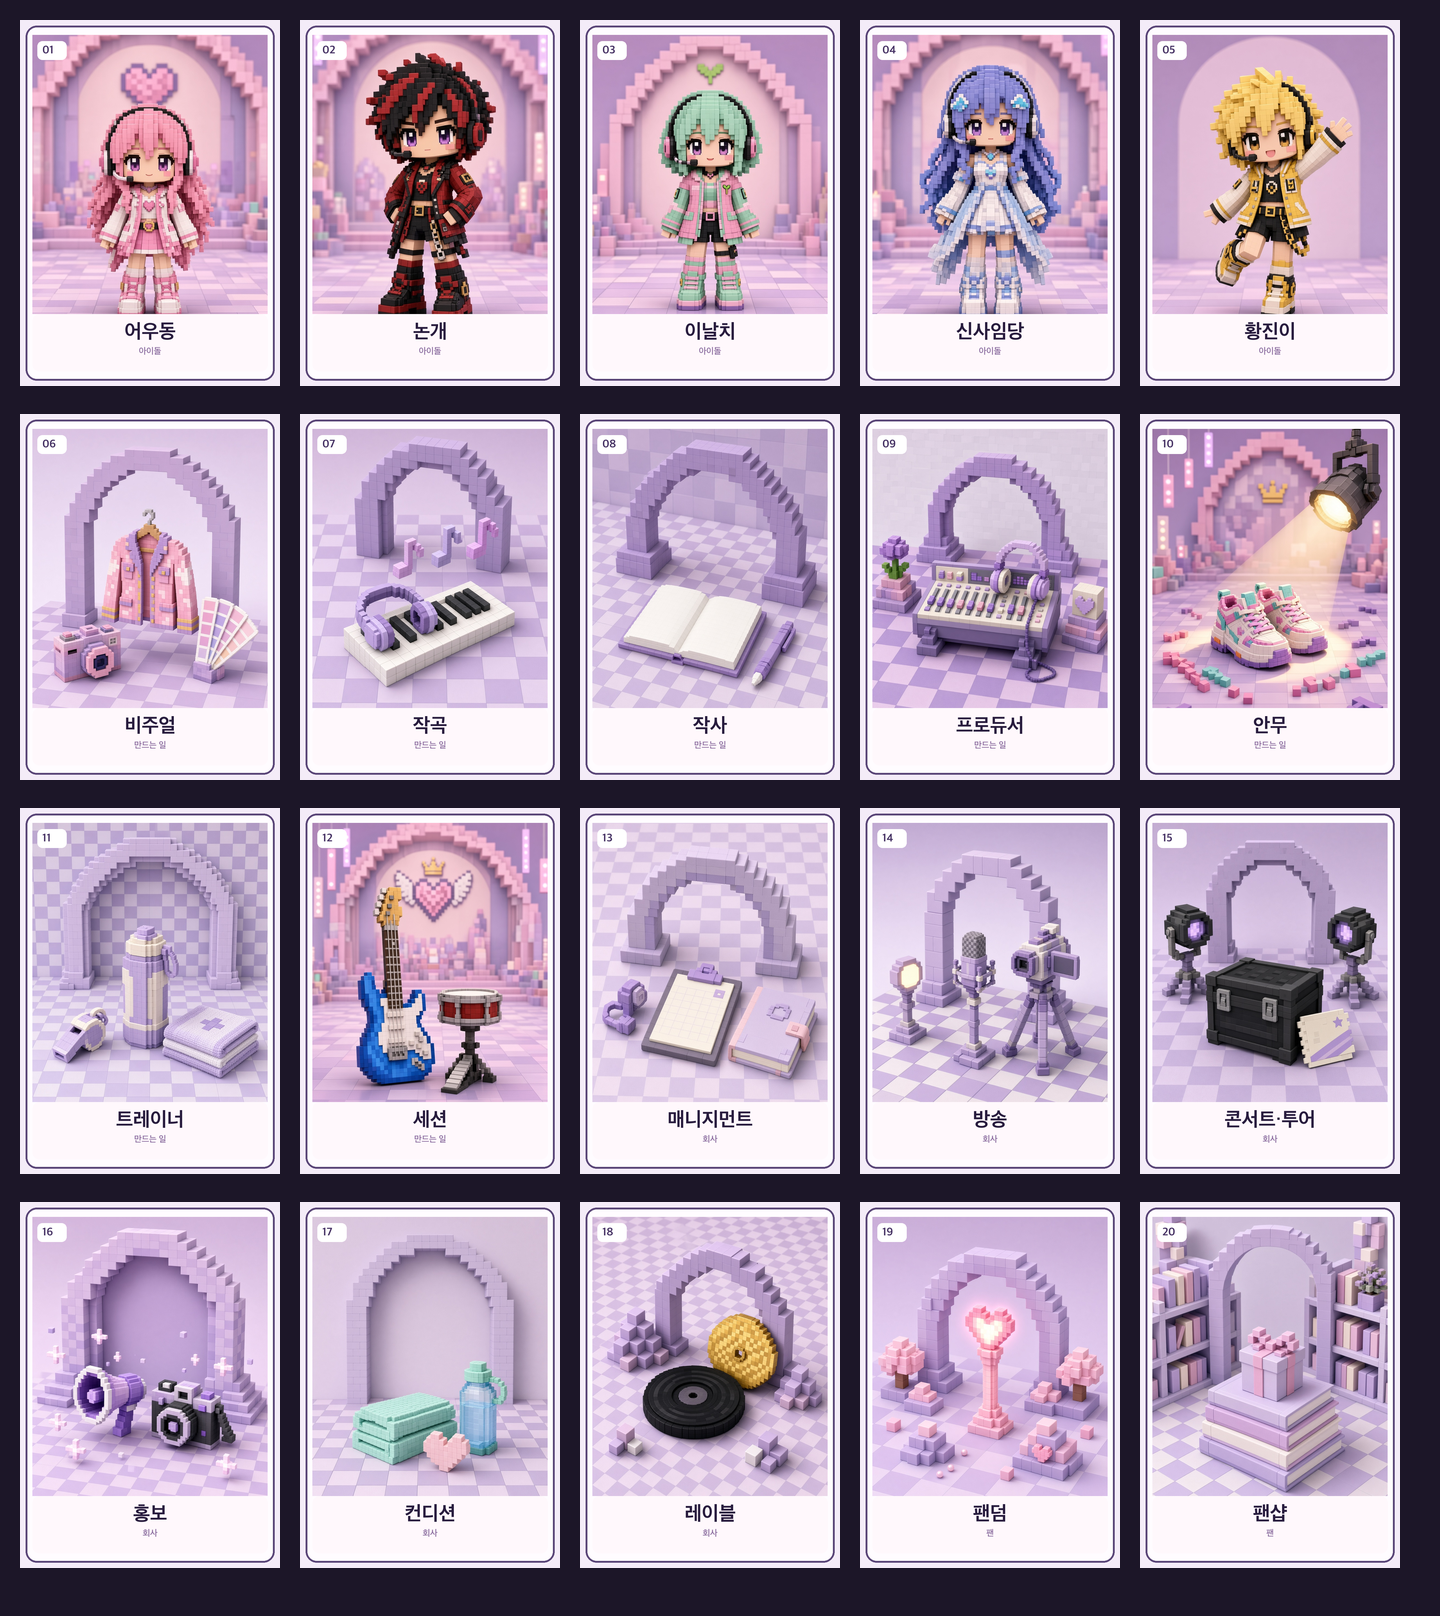 01
어우동
아이돌
02
논개
아이돌
03
이날치
아이돌
04
신사임당
아이돌
05
황진이
아이돌
06
비주얼
만드는 일
07
작곡
만드는 일
08
작사
만드는 일
09
프로듀서
만드는 일
10
안무
만드는 일
11
트레이너
만드는 일
12
세션
만드는 일
13
매니지먼트
회사
14
방송
회사
15
콘서트·투어
회사
16
홍보
회사
17
컨디션
회사
18
레이블
회사
19
팬덤
팬
20
팬샵
팬